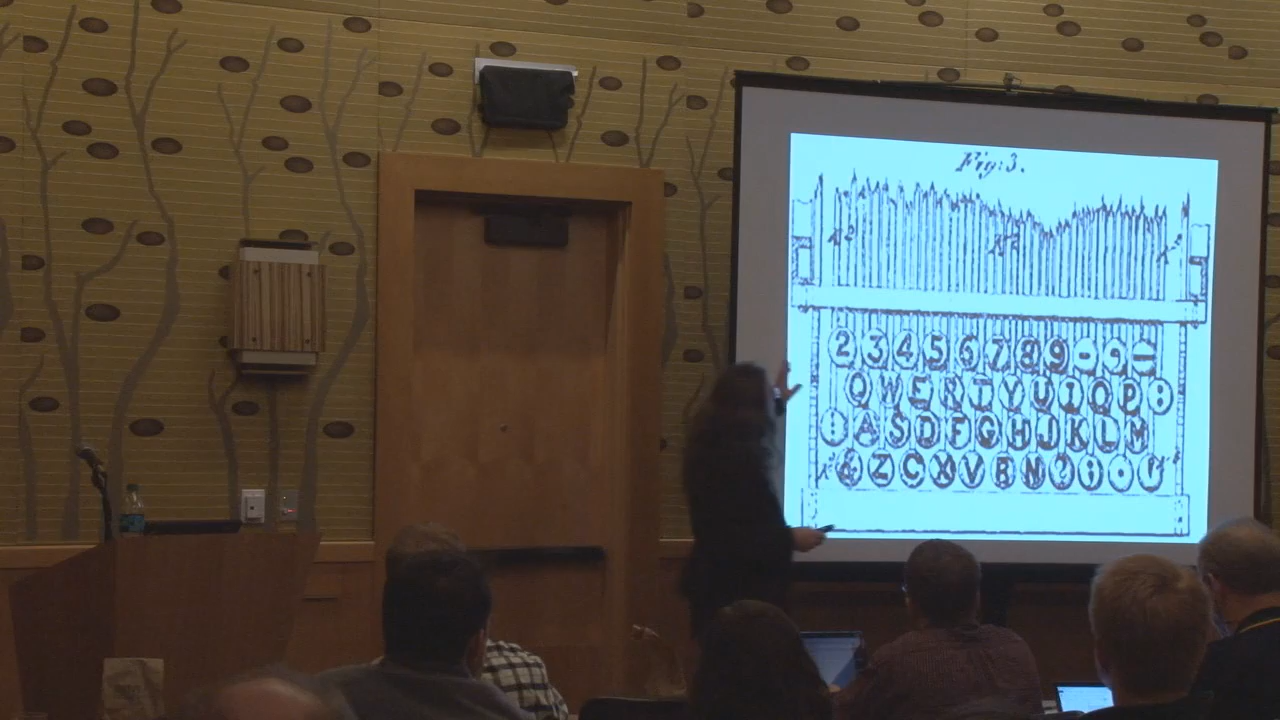 Fig: 3.
2 3 4 5 6 7 8 9 - , —
Q W E R T Y U I O P :
A S D F G H J K L M
& Z C X V B N ? ; .